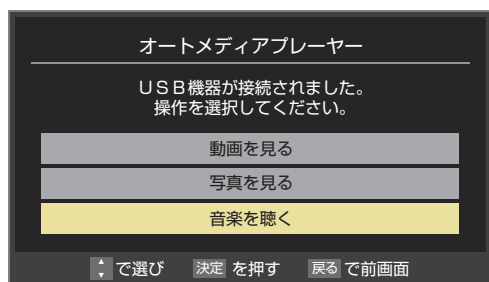 オートメディアプレーヤー
USB機器が接続されました。
操作を選択してください。
動画を見る
写真を見る
音楽を聴く
で選び 決定 を押す 戻る で前画面